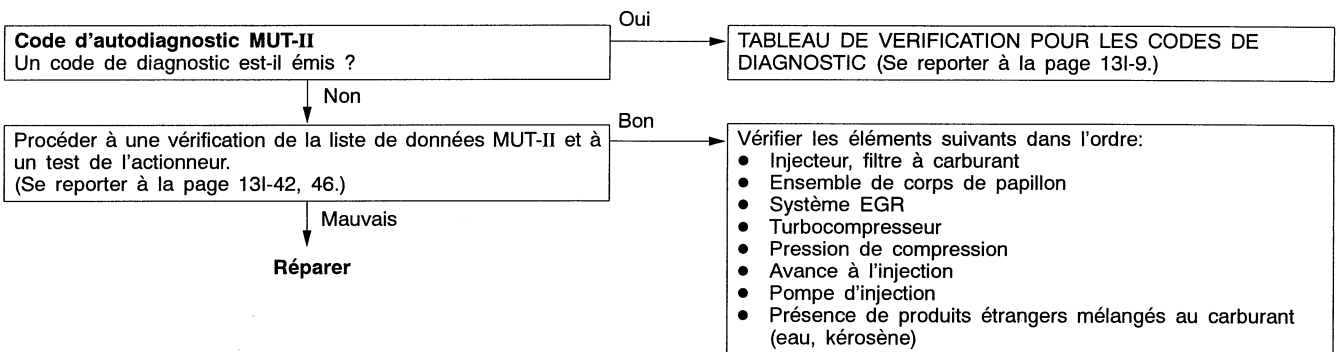 Oui
Code d'autodiagnostic MUT-II
Un code de diagnostic est-il émis ?
TABLEAU DE VERIFICATION POUR LES CODES DE
DIAGNOSTIC (Se reporter à la page 13I-9.)
Non
Procéder à une vérification de la liste de données MUT-II et à
un test de l'actionneur.
(Se reporter à la page 13I-42, 46.)
Bon
Vérifier les éléments suivants dans l'ordre:
● Injecteur, filtre à carburant
● Ensemble de corps de papillon
● Système EGR
● Turbocompresseur
● Pression de compression
● Avance à l'injection
● Pompe d'injection
● Présence de produits étrangers mélangés au carburant
(eau, kérosène)
Mauvais
Réparer